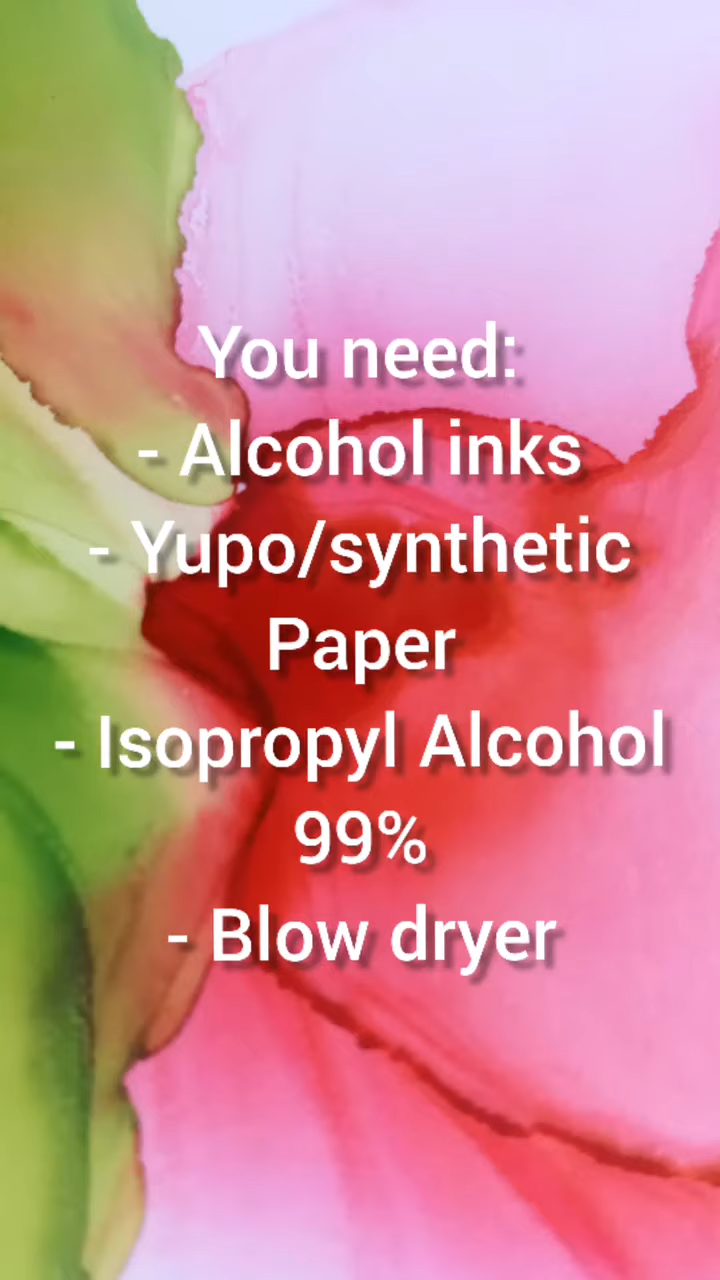 You need:
- Alcohol inks
- Yupo/synthetic
Paper
- Isopropyl Alcohol
99%
- Blow dryer